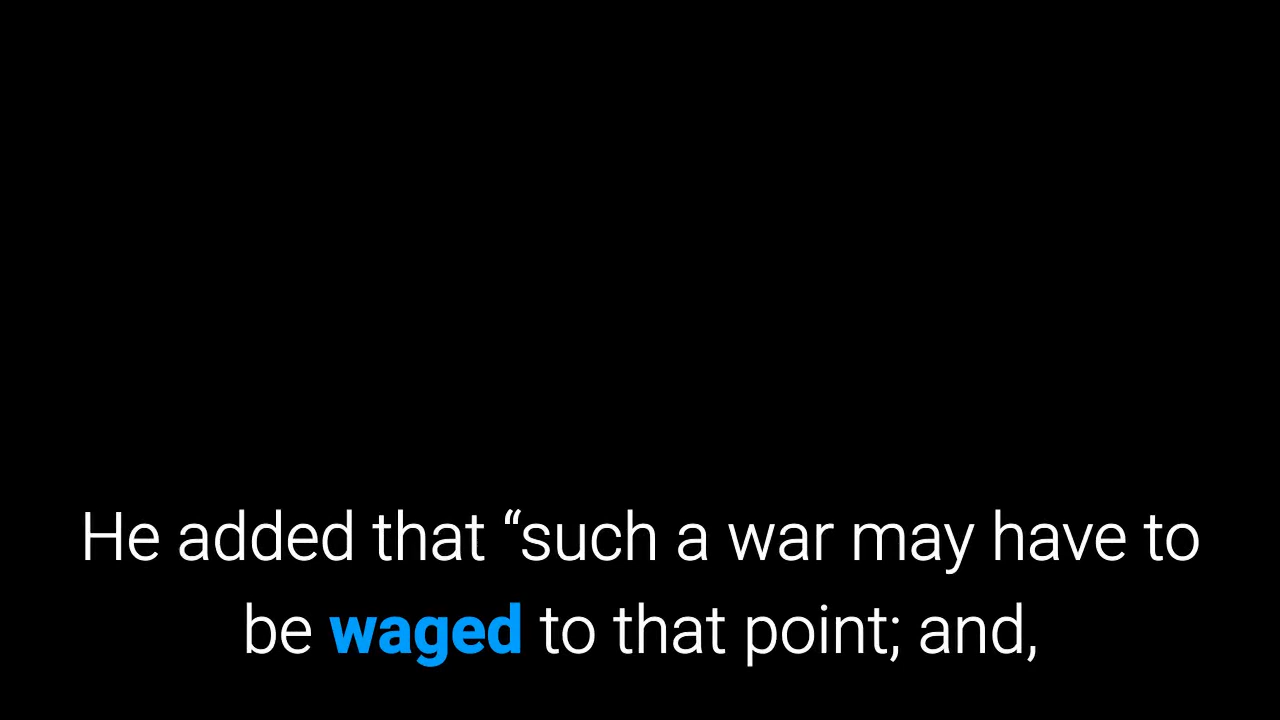 He added that “such a war may have to
be waged to that point; and,